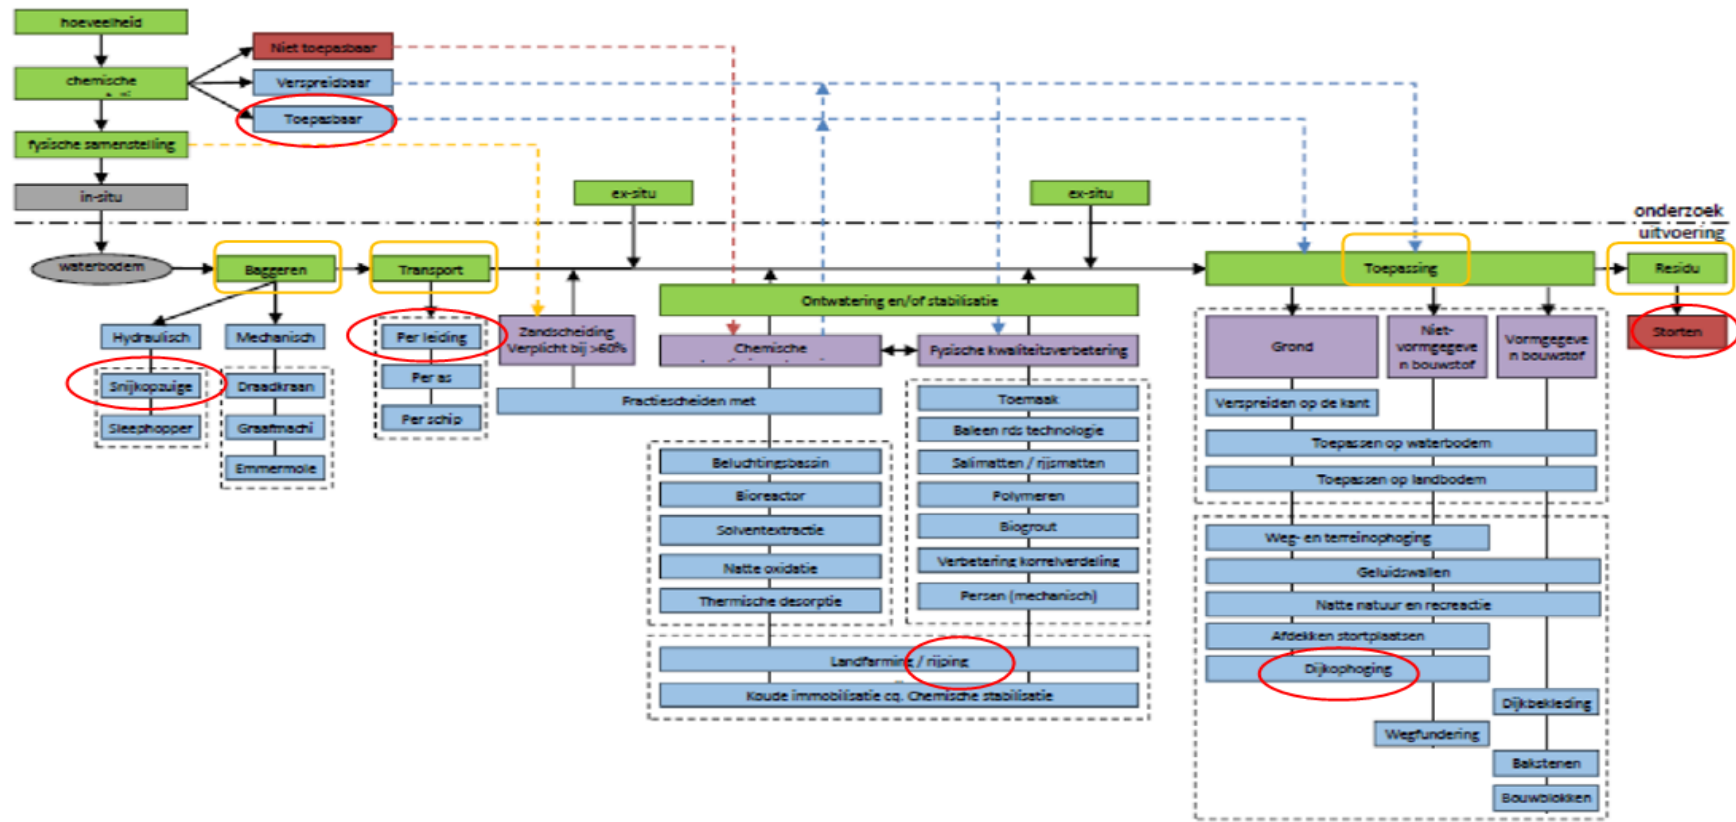 hoeveelheid
chemische
fysische samenstelling
in-situ
Niet toepasbaar
Verspreidbaar
Toepasbaar
ex-situ
ex-situ
onderzoek
uitvoering
waterbodem
Baggeren
Transport
Toepassing
Residu
Hydraulisch
Snijkopzuige
Sleephopper
Mechanisch
Draadkraan
Graafmachi
Emmermole
Per leiding
Per as
Per schip
Zandscheiding
Verplicht bij >60%
Ontwatering en/of stabilisatie
Chemische
Fysische kwaliteitsverbetering
Fractiescheiden met
Beluchtingsbassin
Bioreactor
Solventextractie
Natte oxidatie
Thermische desorptie
Toemaak
Baleen rds technologie
Salimatten / rijsmatten
Polymeren
Biogrout
Verbetering korrelverdeling
Persen (mechanisch)
Landfarming / rijping
Koude immobilisatie cq. Chemische stabilisatie
Grond
Niet-
vormgegeve
n bouwstof
Vormgegeve
n bouwstof
Storten
Verspreiden op de kant
Toepassen op waterbodem
Toepassen op landbodem
Weg- en terreinophoging
Geluidswallen
Natte natuur en recreactie
Afdekken stortplaatsen
Dijkophoging
Dijkbekleding
Wegfundering
Bakstenen
Bouwblokken